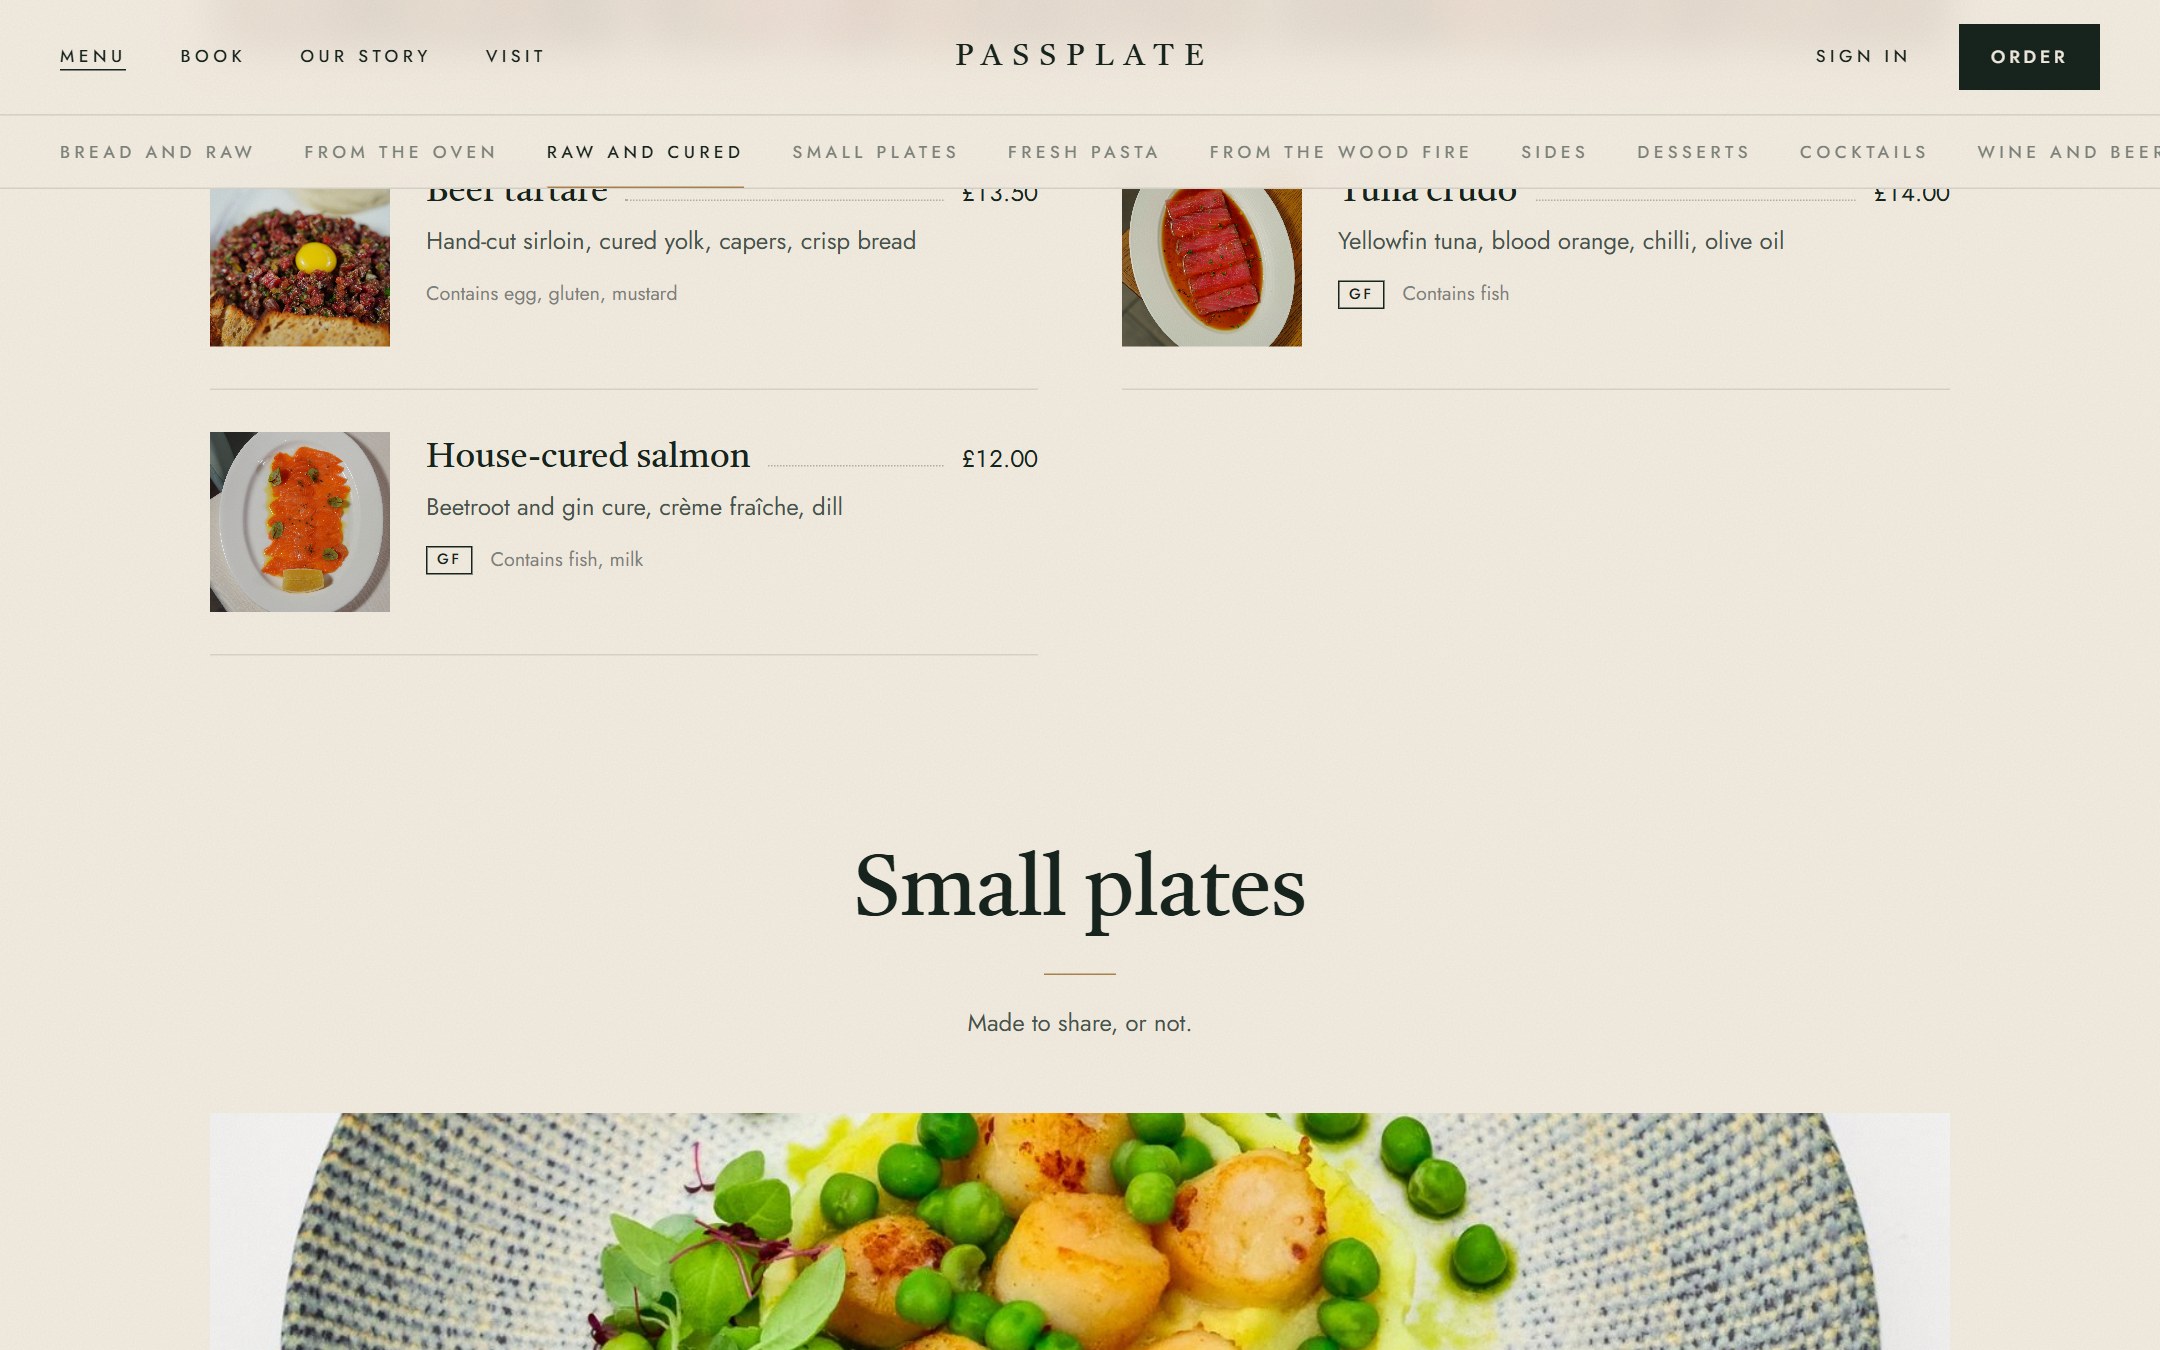 MENU BOOK OUR STORY VISIT PASSPLATE SIGN IN ORDER
BREAD AND RAW FROM THE OVEN RAW AND CURED SMALL PLATES FRESH PASTA FROM THE WOOD FIRE SIDES DESSERTS COCKTAILS WINE AND BEER
Beef tartare £13.50
Hand-cut sirloin, cured yolk, capers, crisp bread
Contains egg, gluten, mustard
Tuna crudo £14.00
Yellowfin tuna, blood orange, chilli, olive oil
GF Contains fish
House-cured salmon £12.00
Beetroot and gin cure, crème fraîche, dill
GF Contains fish, milk
Small plates
Made to share, or not.